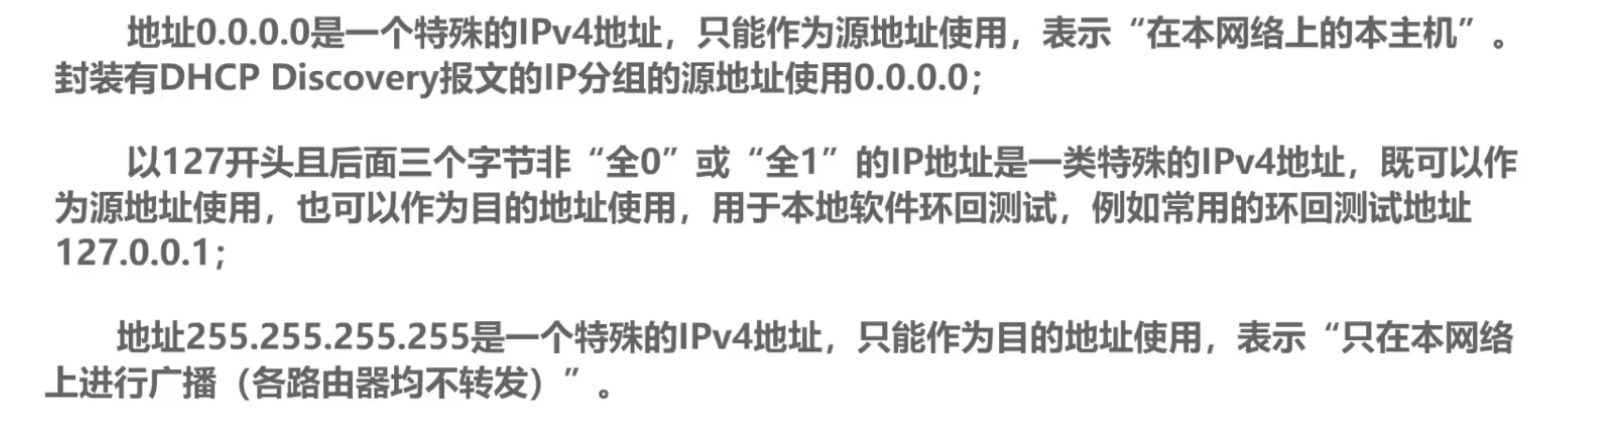 地址0.0.0.0是一个特殊的IPv4地址，只能作为源地址使用，表示“在本网络上的本主机”。
封装有DHCP Discovery报文的IP分组的源地址使用0.0.0.0；
以127开头且后面三个字节非“全0”或“全1”的IP地址是一类特殊的IPv4地址，既可以作
为源地址使用，也可以作为目的地址使用，用于本地软件环回测试，例如常用的环回测试地址
127.0.0.1；
地址255.255.255.255是一个特殊的IPv4地址，只能作为目的地址使用，表示“只在本网络
上进行广播（各路由器均不转发）”。